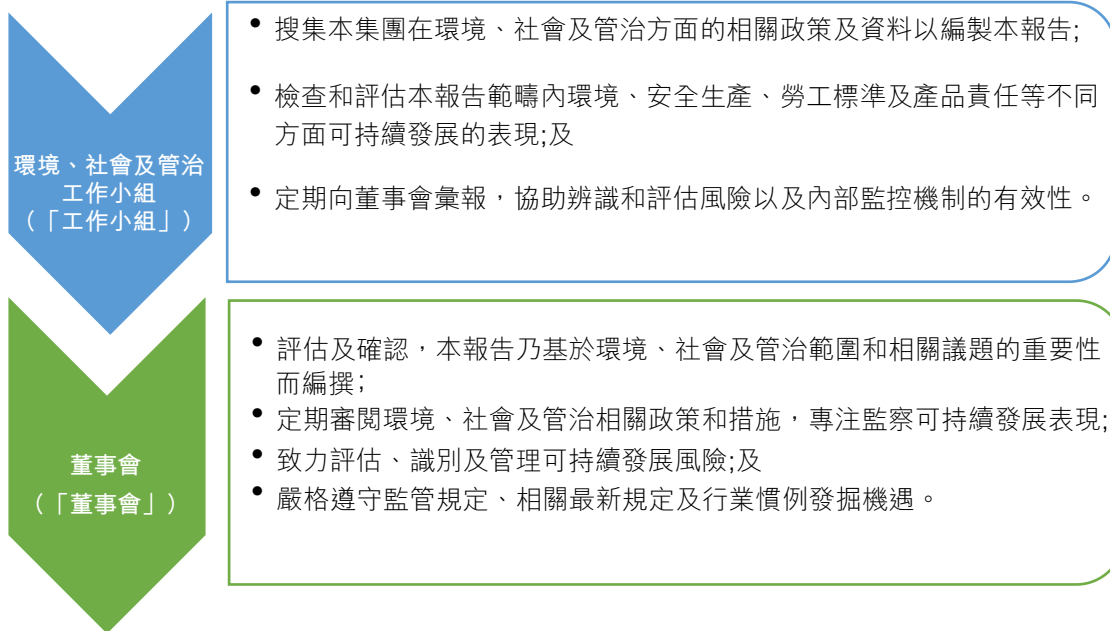 環境、社會及管治
工作小組
（「工作小組」）
• 搜集本集團在環境、社會及管治方面的相關政策及資料以編製本報告;
• 檢查和評估本報告範疇內環境、安全生產、勞工標準及產品責任等不同
方面可持續發展的表現;及
• 定期向董事會彙報，協助辨識和評估風險以及內部監控機制的有效性。
董事會
（「董事會」）
• 評估及確認，本報告乃基於環境、社會及管治範圍和相關議題的重要性
而編撰；
• 定期審閱環境、社會及管治相關政策和措施，專注監察可持續發展表現;
• 致力評估、識別及管理可持續發展風險;及
• 嚴格遵守監管規定、相關最新規定及行業慣例發掘機遇。